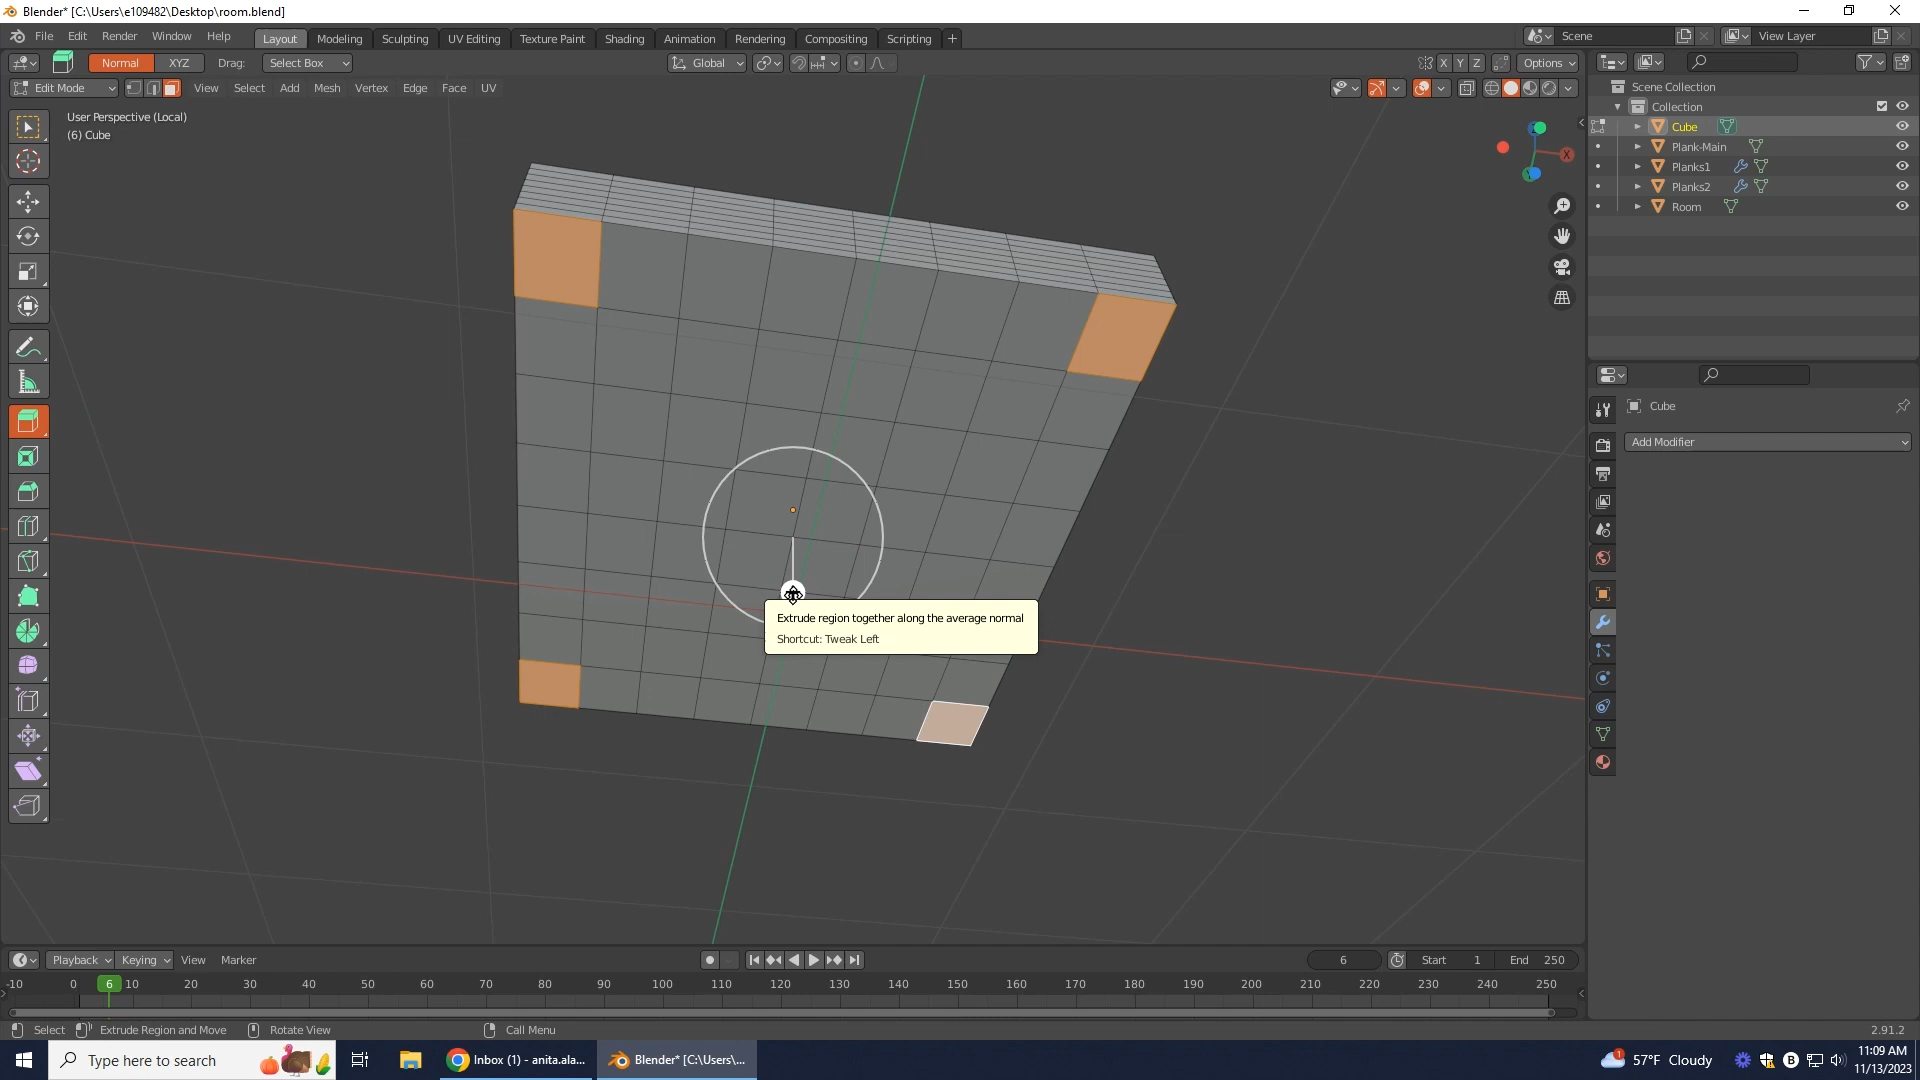 Blender* [C:\Users\e109482\Desktop\room.blend]
File Edit Render Window Help Layout Modeling Sculpting UV Editing Texture Paint Shading Animation Rendering Compositing Scripting + Scene View Layer
Normal XYZ Drag: Select Box Global X Y Z Options
Edit Mode View Select Add Mesh Vertex Edge Face UV
User Perspective (Local)
(6) Cube
X
Scene Collection
Collection
Cube
Plank-Main
Planks1
Planks2
Room
Cube
Add Modifier
Extrude region together along the average normal
Shortcut: Tweak Left
Playback Keying View Marker 6 Start 1 End 250
-10 0 6 10 20 30 40 50 60 70 80 90 100 110 120 130 140 150 160 170 180 190 200 210 220 230 240 250
Select Extrude Region and Move Rotate View Call Menu 2.91.2
Type here to search Inbox (1) - anita.ala... Blender* [C:\Users\... 1 57°F Cloudy B 11:09 AM
11/13/2023